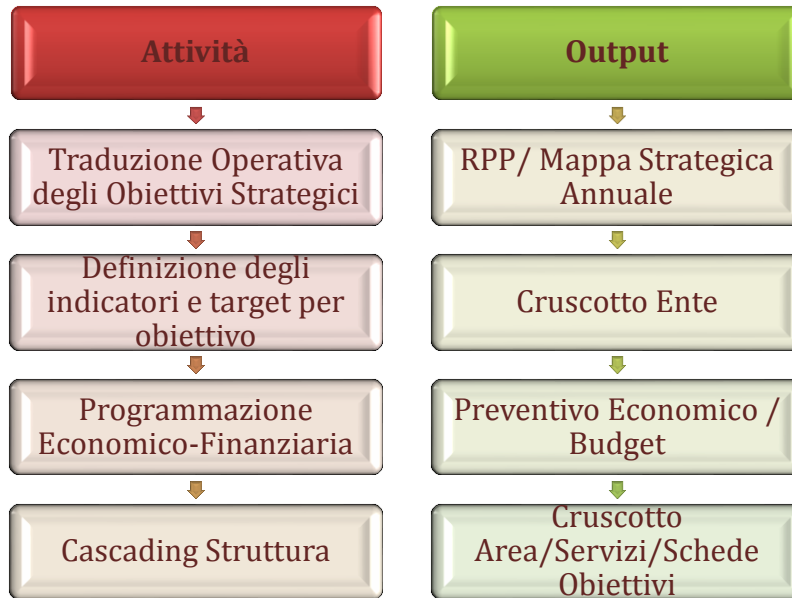 Attività
Traduzione Operativa
degli Obiettivi Strategici
Definizione degli
indicatori e target per
obiettivo
Programmazione
Economico-Finanziaria
Cascading Struttura
Output
RPP/ Mappa Strategica
Annuale
Cruscotto Ente
Preventivo Economico /
Budget
Cruscotto
Area/Servizi/Schede
Obiettivi